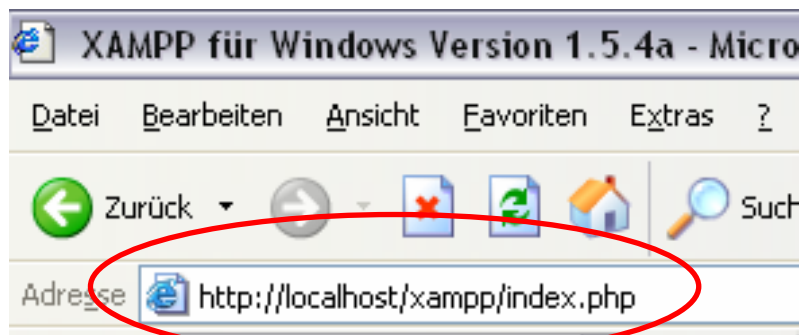 XAMPP für Windows Version 1.5.4a - Micro
Datei Bearbeiten Ansicht Favoriten Extras ?
Zurück Such
Adresse http://localhost/xampp/index.php